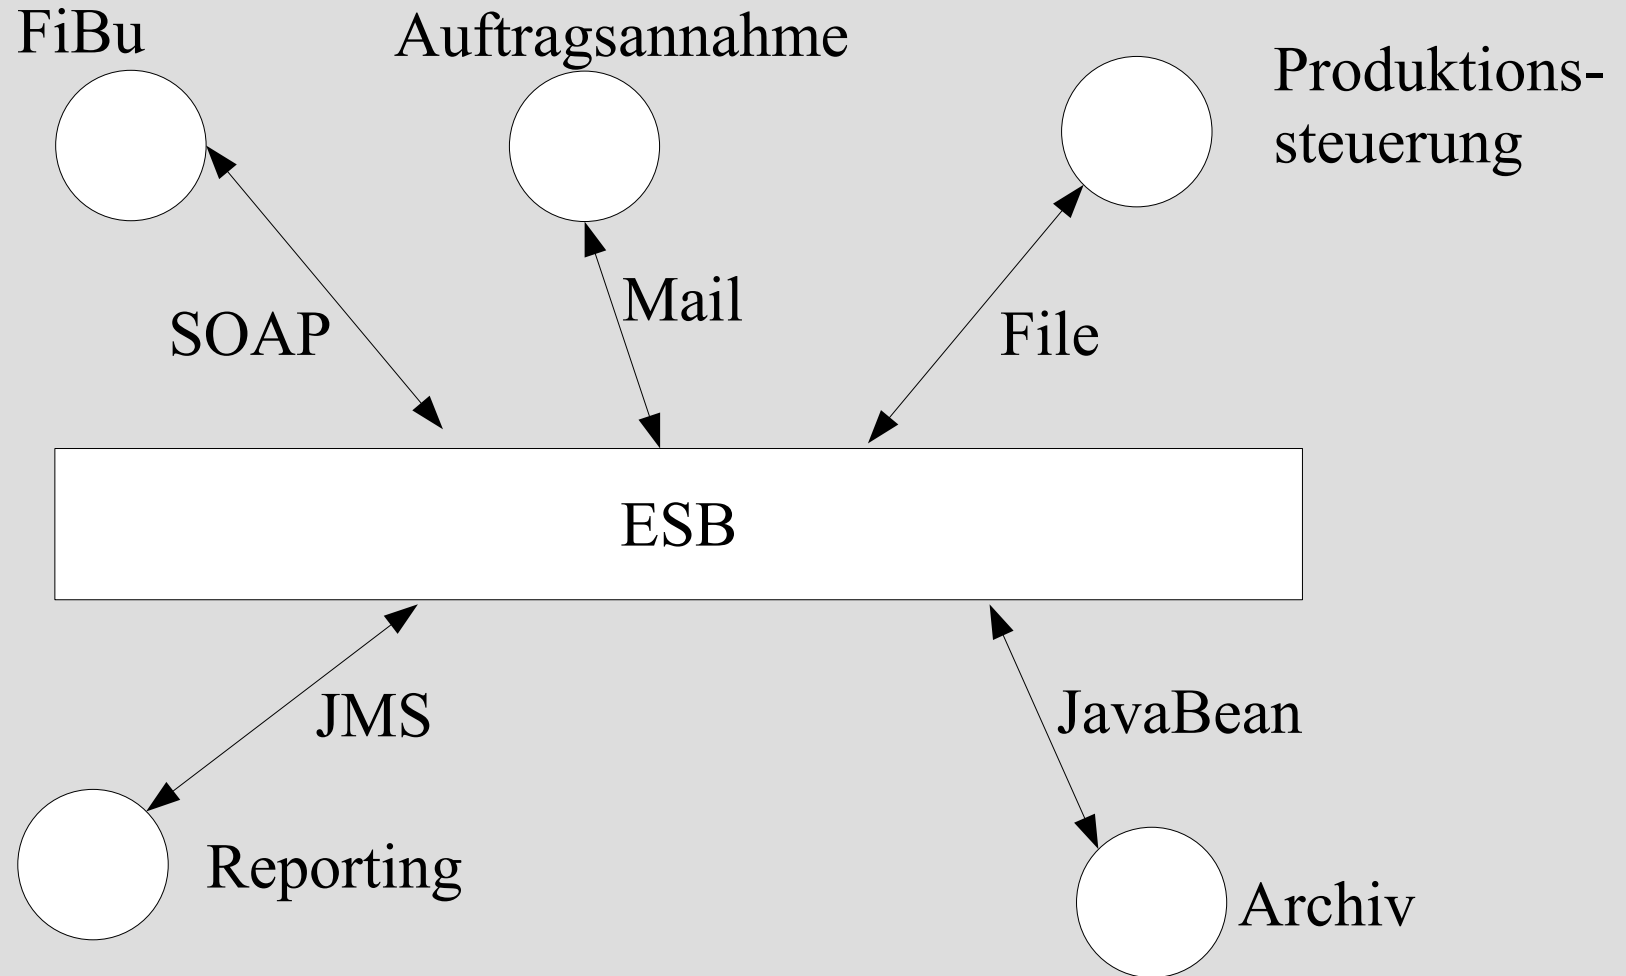 FiBu
Auftragsannahme
Produktions-
steuerung
SOAP
Mail
File
ESB
JMS
JavaBean
Reporting
Archiv